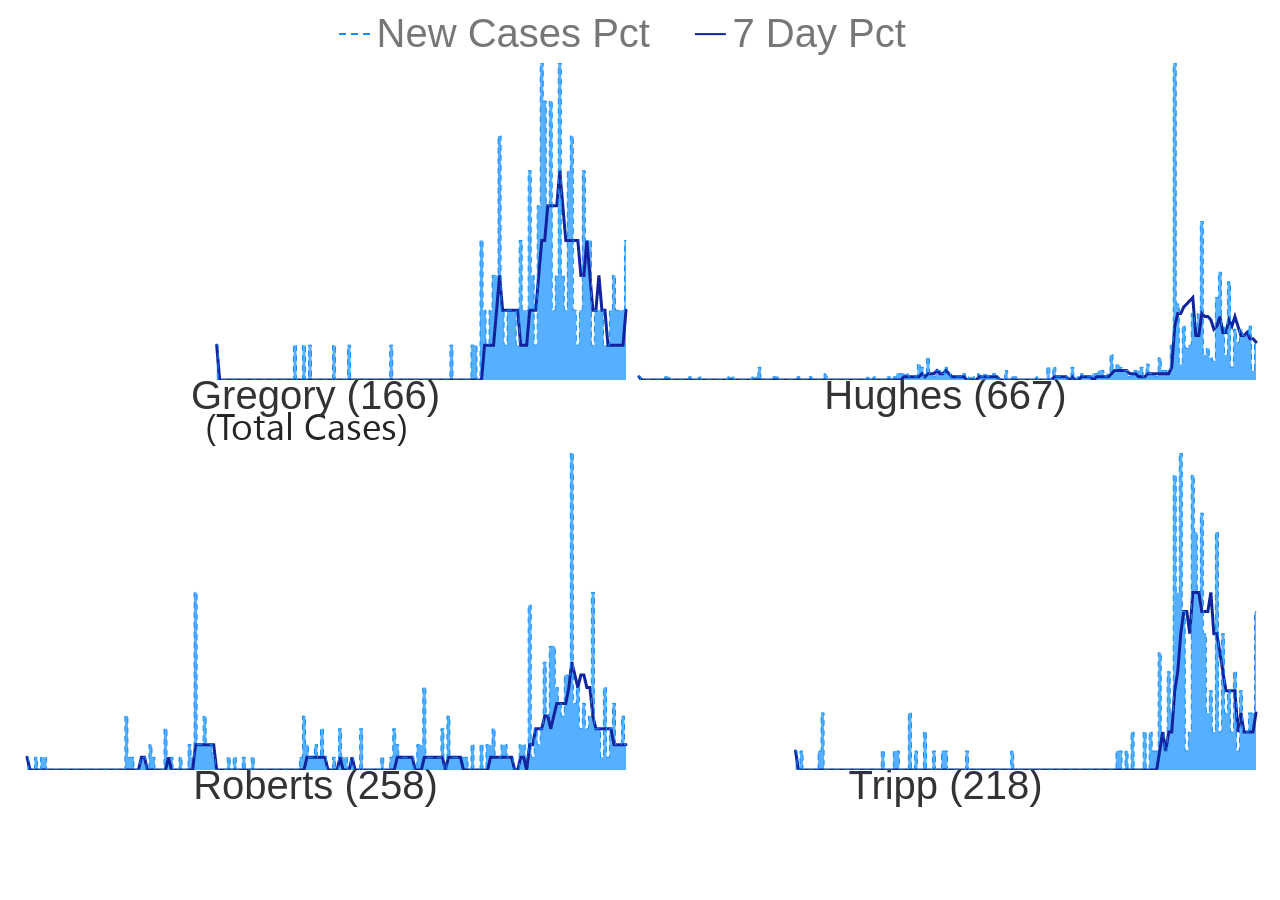 New Cases Pct 7 Day Pct
Gregory (166) Hughes (667)
(Total Cases)
Roberts (258) Tripp (218)